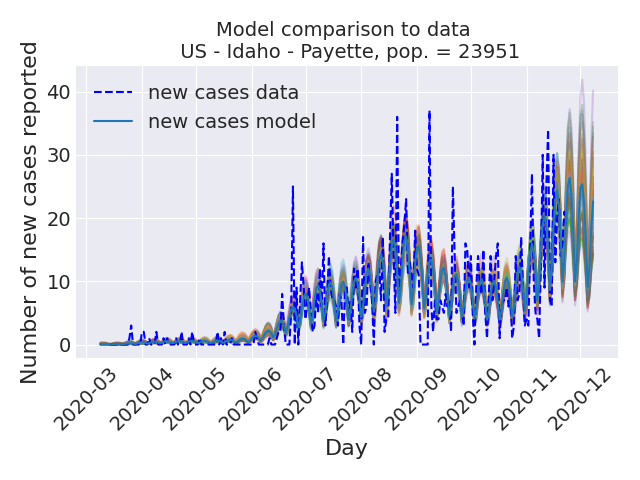 Model comparison to data
US - Idaho - Payette, pop. = 23951
new cases data
new cases model
Number of new cases reported
40
30
20
10
0
2020-03
2020-04
2020-05
2020-06
2020-07
2020-08
2020-09
2020-10
2020-11
2020-12
Day